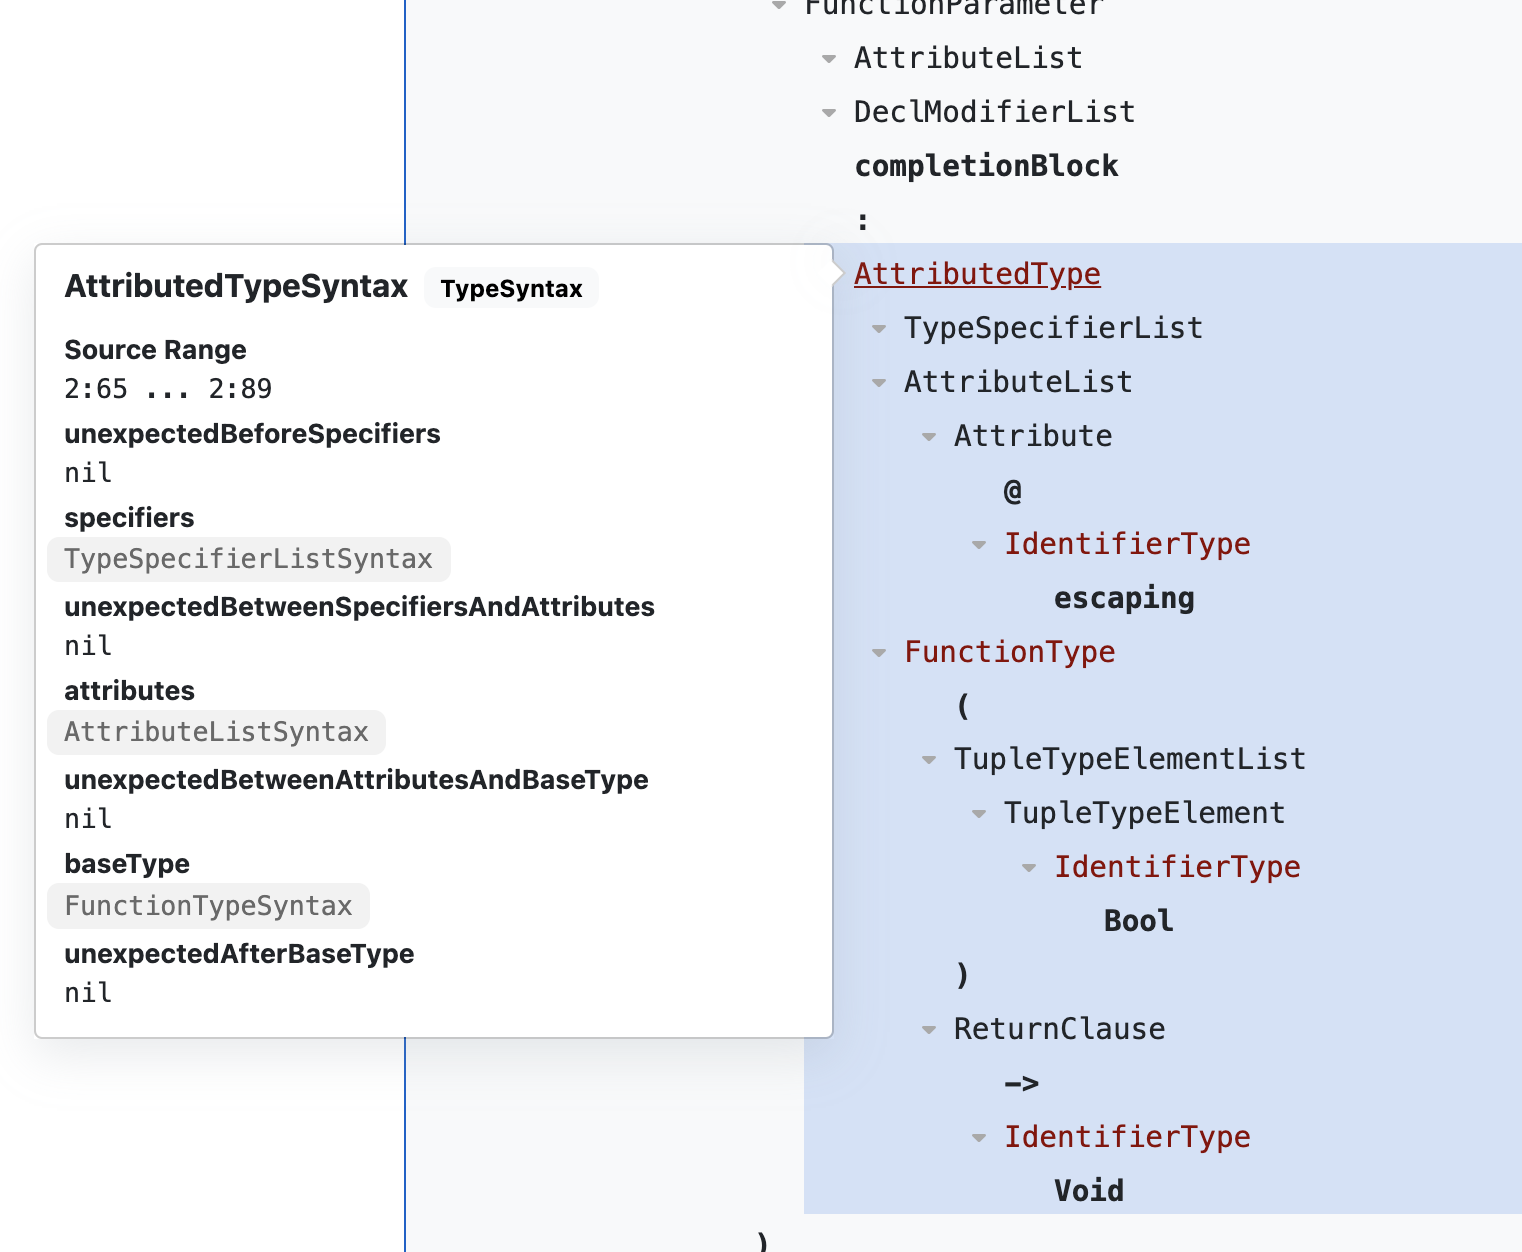 FunctionParameter
AttributeList
DeclModifierList
completionBlock
:
AttributedTypeSyntax TypeSyntax
Source Range
2:65 ... 2:89
unexpectedBeforeSpecifiers
nil
specifiers
TypeSpecifierListSyntax
unexpectedBetweenSpecifiersAndAttributes
nil
attributes
AttributeListSyntax
unexpectedBetweenAttributesAndBaseType
nil
baseType
FunctionTypeSyntax
unexpectedAfterBaseType
nil
AttributedType
TypeSpecifierList
AttributeList
Attribute
@
IdentifierType
escaping
FunctionType
(
TupleTypeElementList
TupleTypeElement
IdentifierType
Bool
)
ReturnClause
->
IdentifierType
Void
)